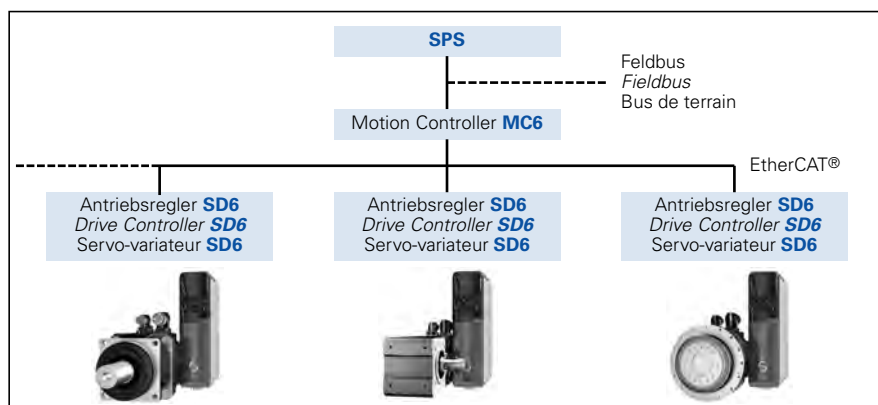 SPS
Feldbus
Fieldbus
Bus de terrain
Motion Controller MC6
EtherCAT®
Antriebsregler SD6
Drive Controller SD6
Servo-variateur SD6
Antriebsregler SD6
Drive Controller SD6
Servo-variateur SD6
Antriebsregler SD6
Drive Controller SD6
Servo-variateur SD6